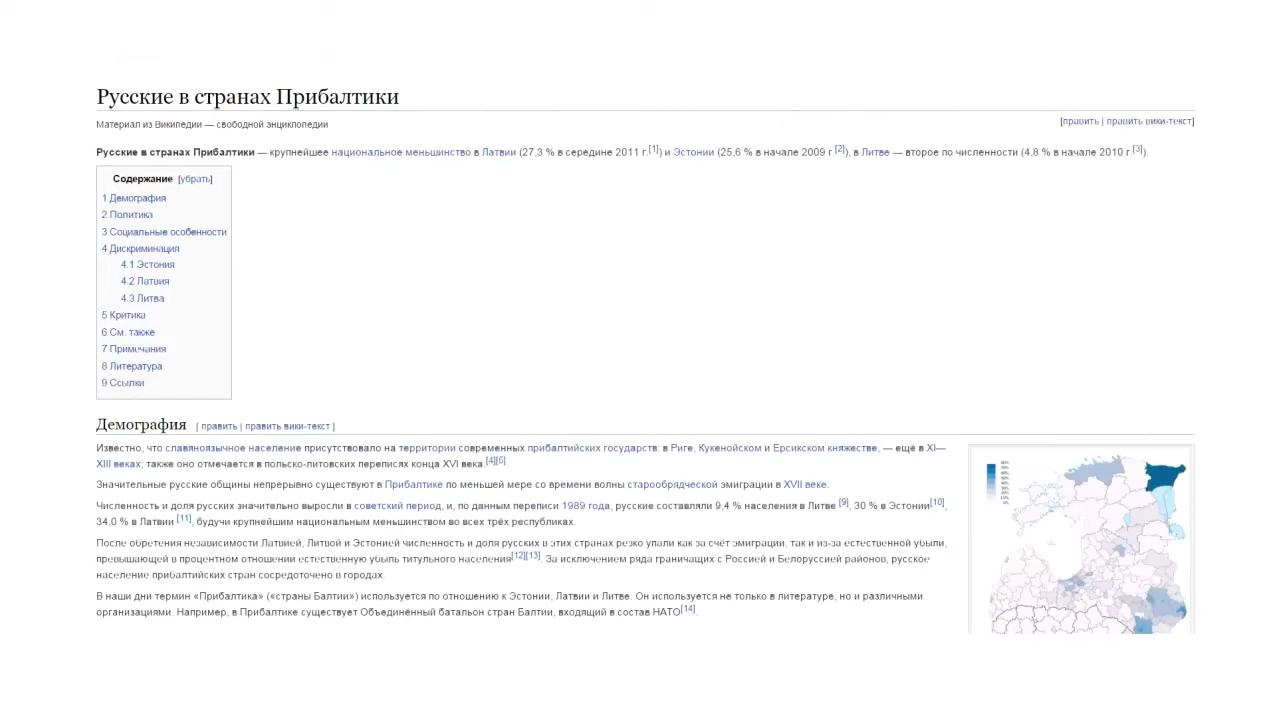 Русские в странах Прибалтики
Материал из Википедии — свободной энциклопедии
[править | править вики-текст]
Русские в странах Прибалтики — крупнейшее национальное меньшинство в Латвии (27,3 % в середине 2011 г.[1]) и Эстонии (25,6 % в начале 2009 г.[2]), в Литве — второе по численности (4,8 % в начале 2010 г.[3]).
Содержание [убрать]
1 Демография
2 Политика
3 Социальные особенности
4 Дискриминация
4.1 Эстония
4.2 Латвия
4.3 Литва
5 Критика
6 См. также
7 Примечания
8 Литература
9 Ссылки
Демография [ править | править вики-текст ]
Известно, что славяноязычное население присутствовало на территории современных прибалтийских государств: в Риге, Кукенойском и Ерсикском княжестве, — ещё в XI—
XIII веках; также оно отмечается в польско-литовских переписях конца XVI века.[4][5]
Значительные русские общины непрерывно существуют в Прибалтике по меньшей мере со времени волны старообрядческой эмиграции в XVII веке.
Численность и доля русских значительно выросли в советский период, и, по данным переписи 1989 года, русские составляли 9,4 % населения в Литве [9], 30 % в Эстонии[10],
34,0 % в Латвии [11], будучи крупнейшим национальным меньшинством во всех трёх республиках.
После обретения независимости Латвией, Литвой и Эстонией численность и доля русских в этих странах резко упали как за счёт эмиграции, так и из-за естественной убыли,
превышающей в процентном отношении естественную убыль титульного населения[12][13]. За исключением ряда граничащих с Россией и Белоруссией районов, русское
население прибалтийских стран сосредоточено в городах.
В наши дни термин «Прибалтика» («страны Балтии») используется по отношению к Эстонии, Латвии и Литве. Он используется не только в литературе, но и различными
организациями. Например, в Прибалтике существует Объединённый батальон стран Балтии, входящий в состав НАТО[14].